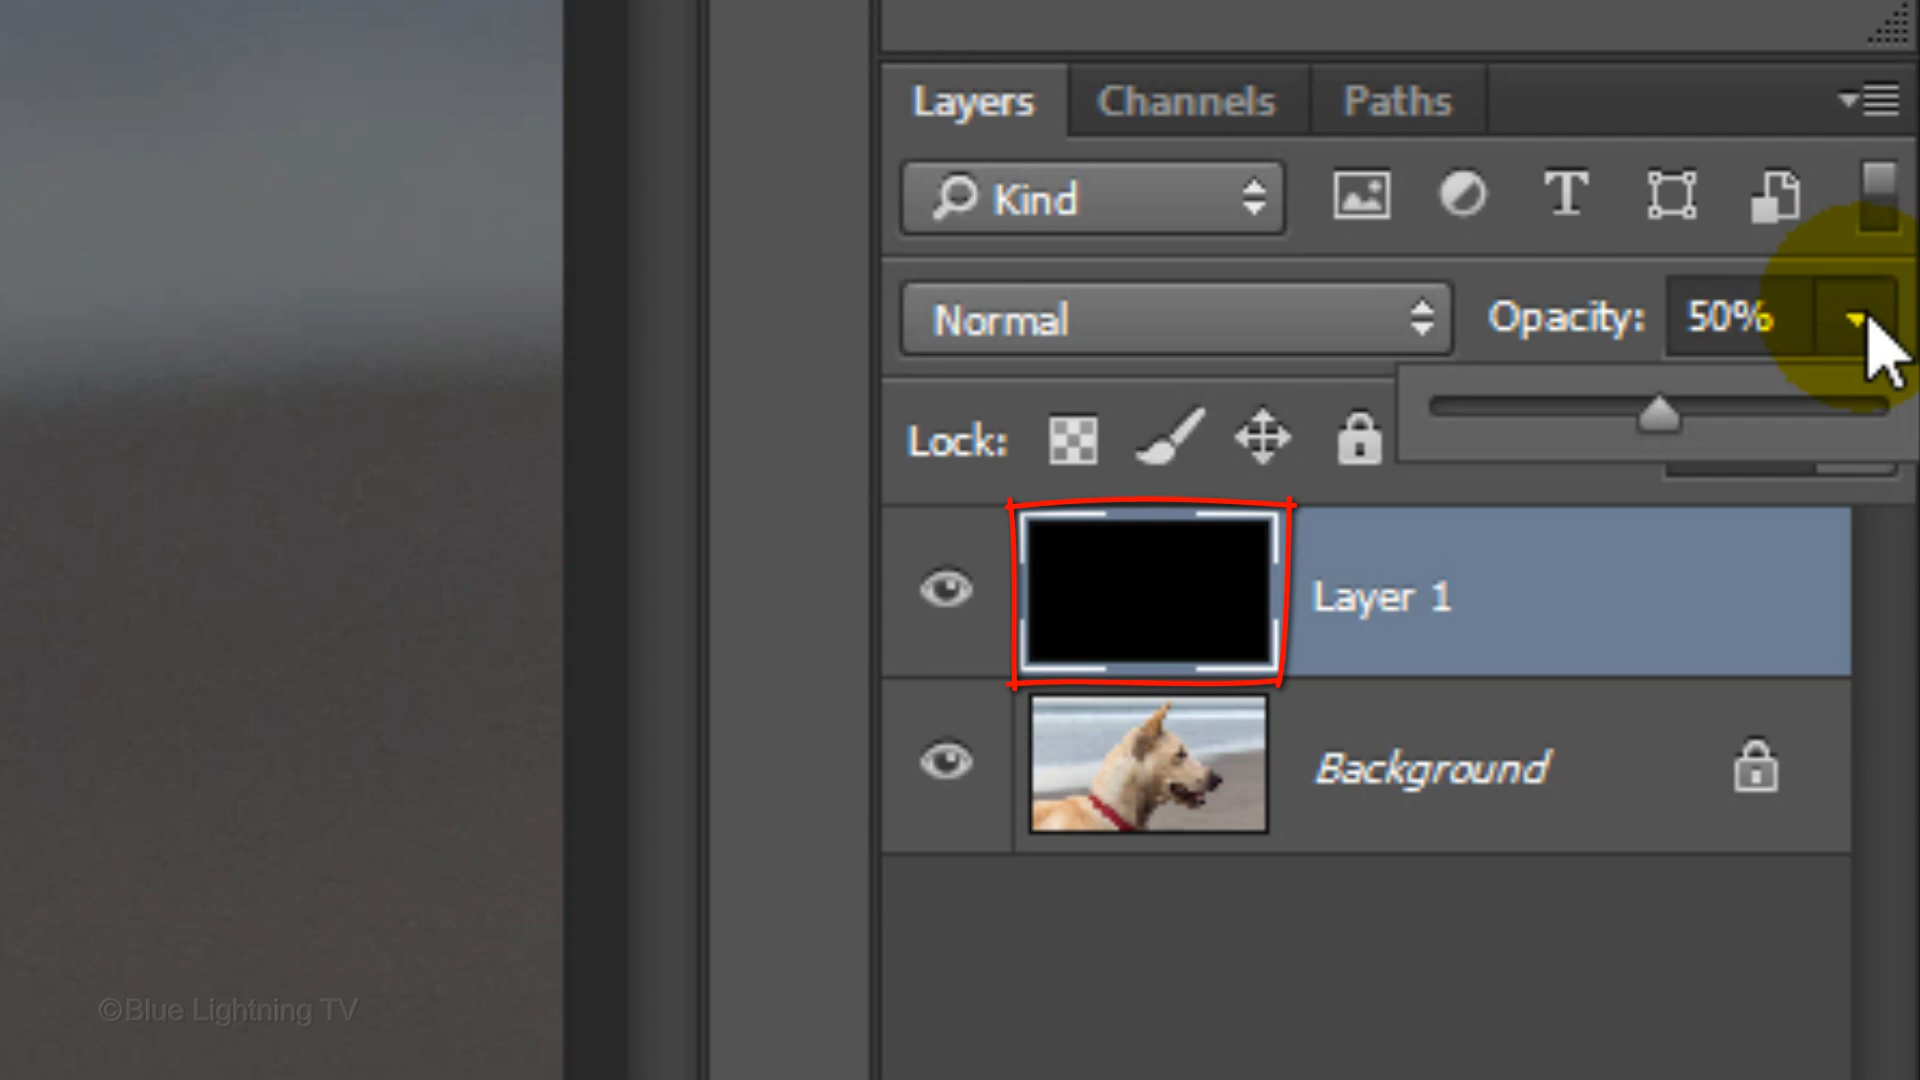 Layers Channels Paths
Kind
Normal Opacity: 50%
Lock:
Layer 1
Background
©Blue Lightning TV